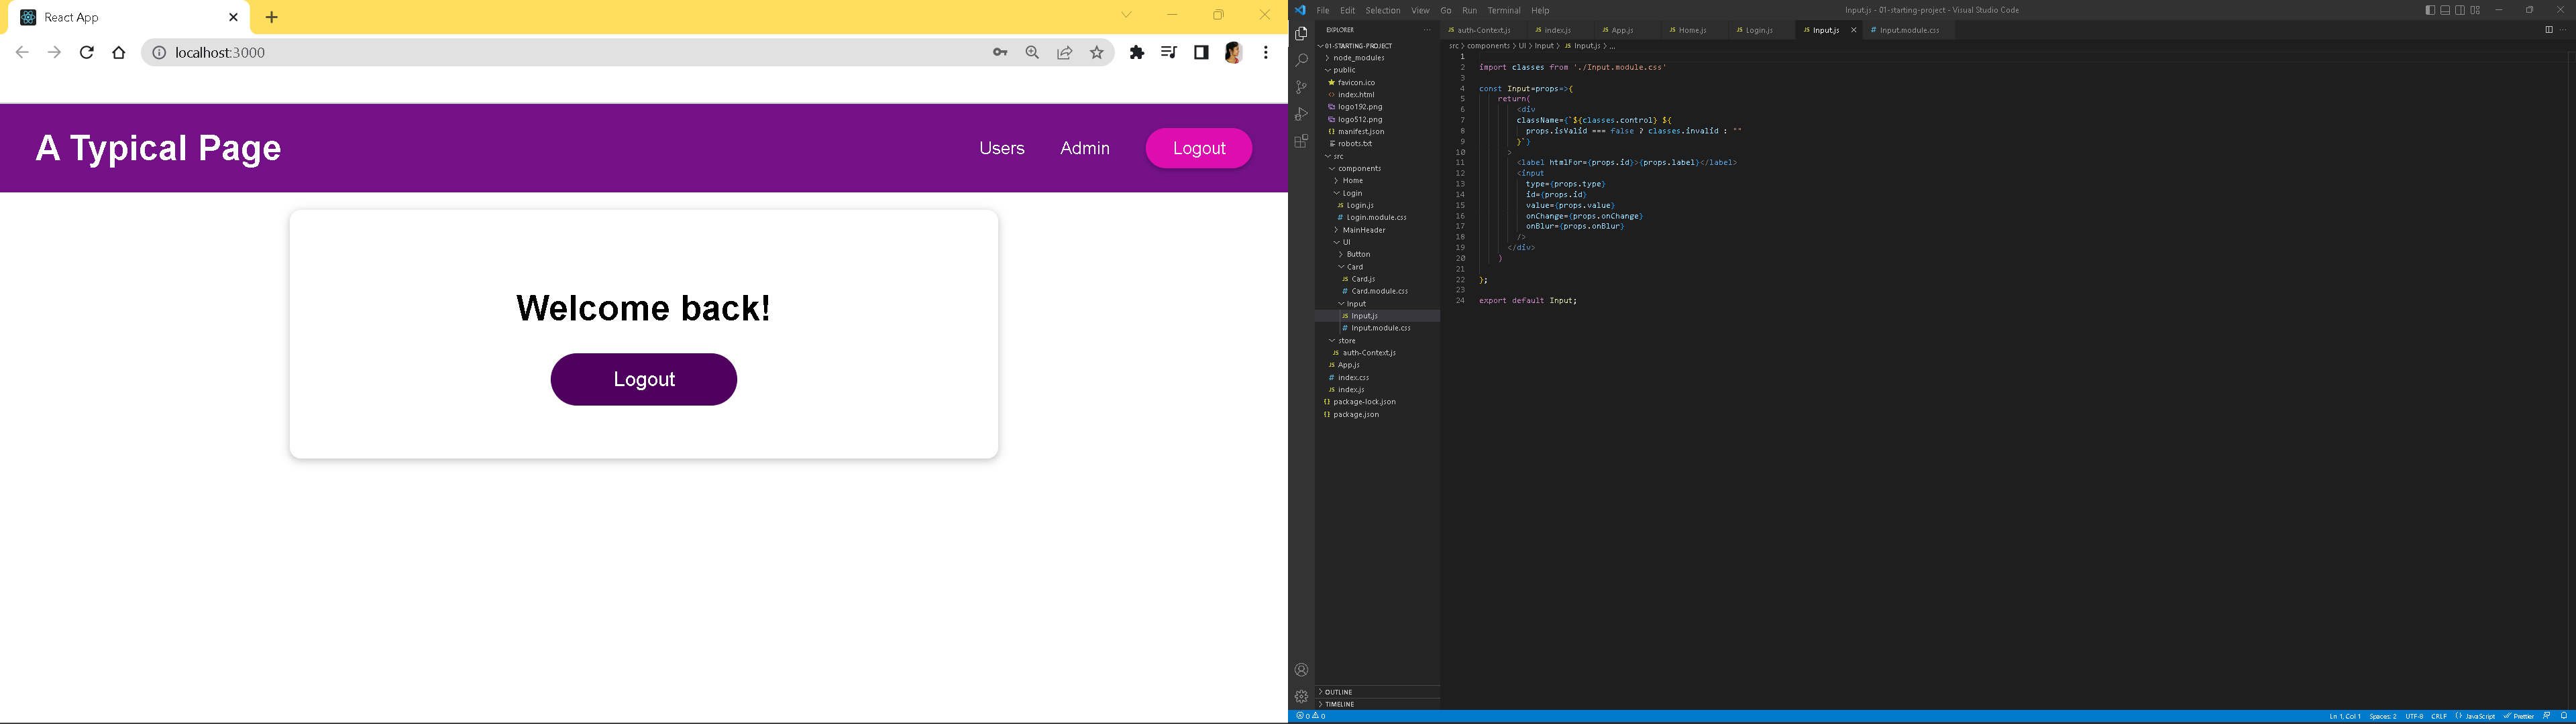 React App
localhost:3000
A Typical Page
Users
Admin
Logout
Welcome back!
Logout
File Edit Selection View Go Run Terminal Help
Input.js - 01-starting-project - Visual Studio Code
EXPLORER
01-STARTING-PROJECT
node_modules
public
favicon.ico
index.html
logo192.png
logo512.png
manifest.json
robots.txt
src
components
Home
Login
Login.js
Login.module.css
MainHeader
UI
Button
Card
Card.js
Card.module.css
Input
Input.js
Input.module.css
store
auth-Context.js
App.js
index.css
index.js
package-lock.json
package.json
OUTLINE
TIMELINE
auth-Context.js index.js App.js Home.js Login.js Input.js Input.module.css
src > components > UI > Input > JS Input.js > ...
1
2 import classes from './Input.module.css'
3
4 const Input=props=>{
5 return(
6 <div
7 className={`${classes.control} ${
8 props.isValid === false ? classes.invalid : ""
9 }`}
10 >
11 <label htmlFor={props.id}>{props.label}</label>
12 <input
13 type={props.type}
14 id={props.id}
15 value={props.value}
16 onChange={props.onChange}
17 onBlur={props.onBlur}
18 />
19 </div>
20 )
21
22 };
23
24 export default Input;
0 0
Ln 1, Col 1 Spaces: 2 UTF-8 CRLF {} JavaScript Prettier